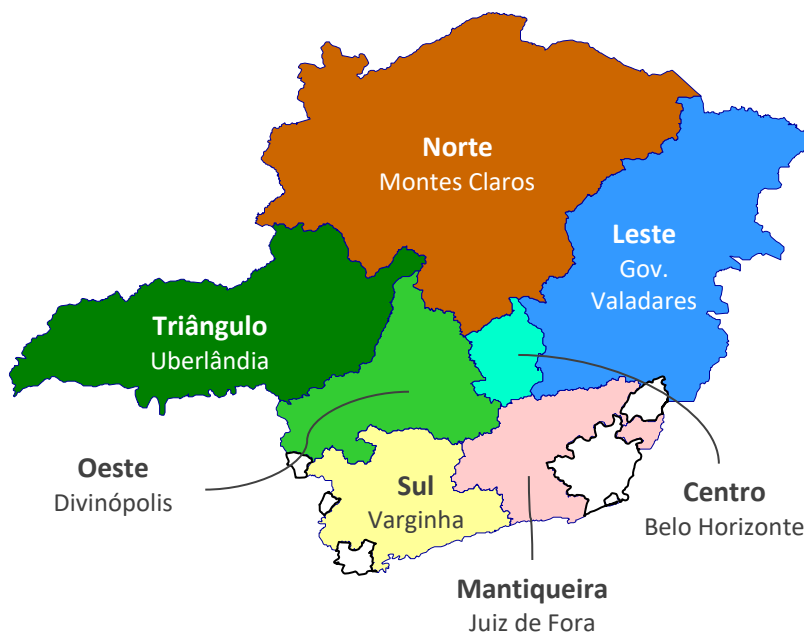 Norte
Montes Claros
Leste
Gov.
Valadares
Triângulo
Uberlândia
Oeste
Divinópolis
Sul
Varginha
Centro
Belo Horizonte
Mantiqueira
Juiz de Fora